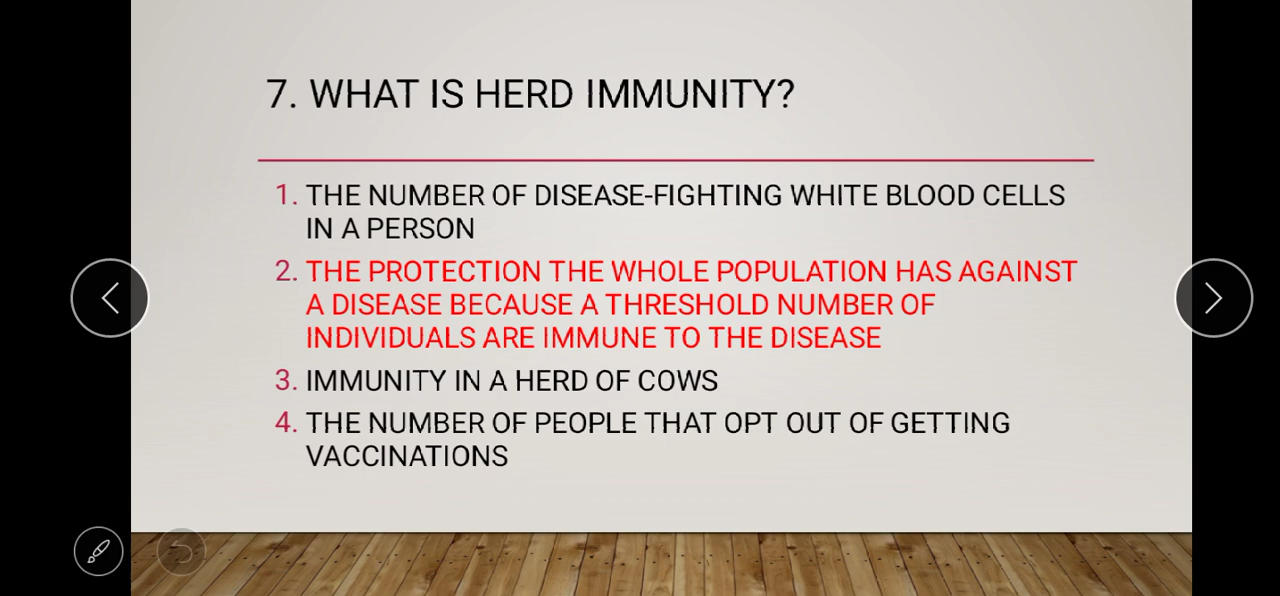 7. WHAT IS HERD IMMUNITY?
1. THE NUMBER OF DISEASE-FIGHTING WHITE BLOOD CELLS
IN A PERSON
2. THE PROTECTION THE WHOLE POPULATION HAS AGAINST
A DISEASE BECAUSE A THRESHOLD NUMBER OF
INDIVIDUALS ARE IMMUNE TO THE DISEASE
3. IMMUNITY IN A HERD OF COWS
4. THE NUMBER OF PEOPLE THAT OPT OUT OF GETTING
VACCINATIONS